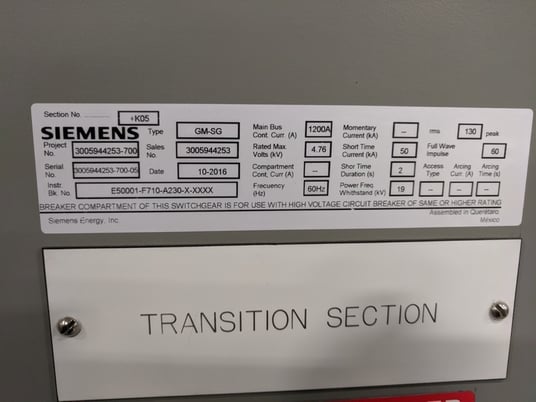 Section No. +K05
SIEMENS Type GM-SG Main Bus Cont. Curr. (A) 1200A Momentary Current (kA) -- rms 130 peak
Project No. 3005944253-700 Sales No. 3005944253 Rated Max. Volts (kV) 4.76 Short Time Current (kA) 50 Full Wave Impulse 60
Serial No. 3005944253-700-05 Date 10-2016 Compartment Cont. Curr (A) -- Shor Time Duration (s) 2 Access Type -- Arcing Curr. (A) -- Arcing Time (s) --
Instr. Bk. No. E50001-F710-A230-X-XXXX Frecuency (Hz) 60Hz Power Freq. Whithstand (kV) 19
BREAKER COMPARTMENT OF THIS SWITCHGEAR IS FOR USE WITH HIGH VOLTAGE CIRCUIT BREAKER OF SAME OR HIGHER RATING
Siemens Energy, Inc. Assembled in Querétaro,
México
TRANSITION SECTION